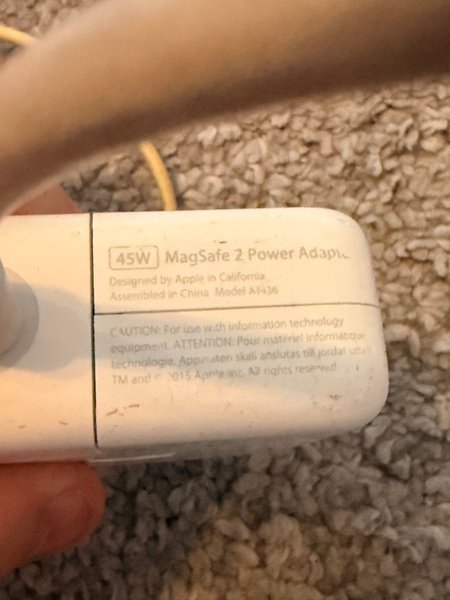 45W MagSafe 2 Power Adapt
Designed by Apple in California
Assembled in China Model A1436
CAUTION: For use with information technology
equipment. ATTENTION: Pour matériel informatique
technologie. Apparaten skall anslutas till jordat uttag
TM and © 2015 Apple Inc. All rights reserved